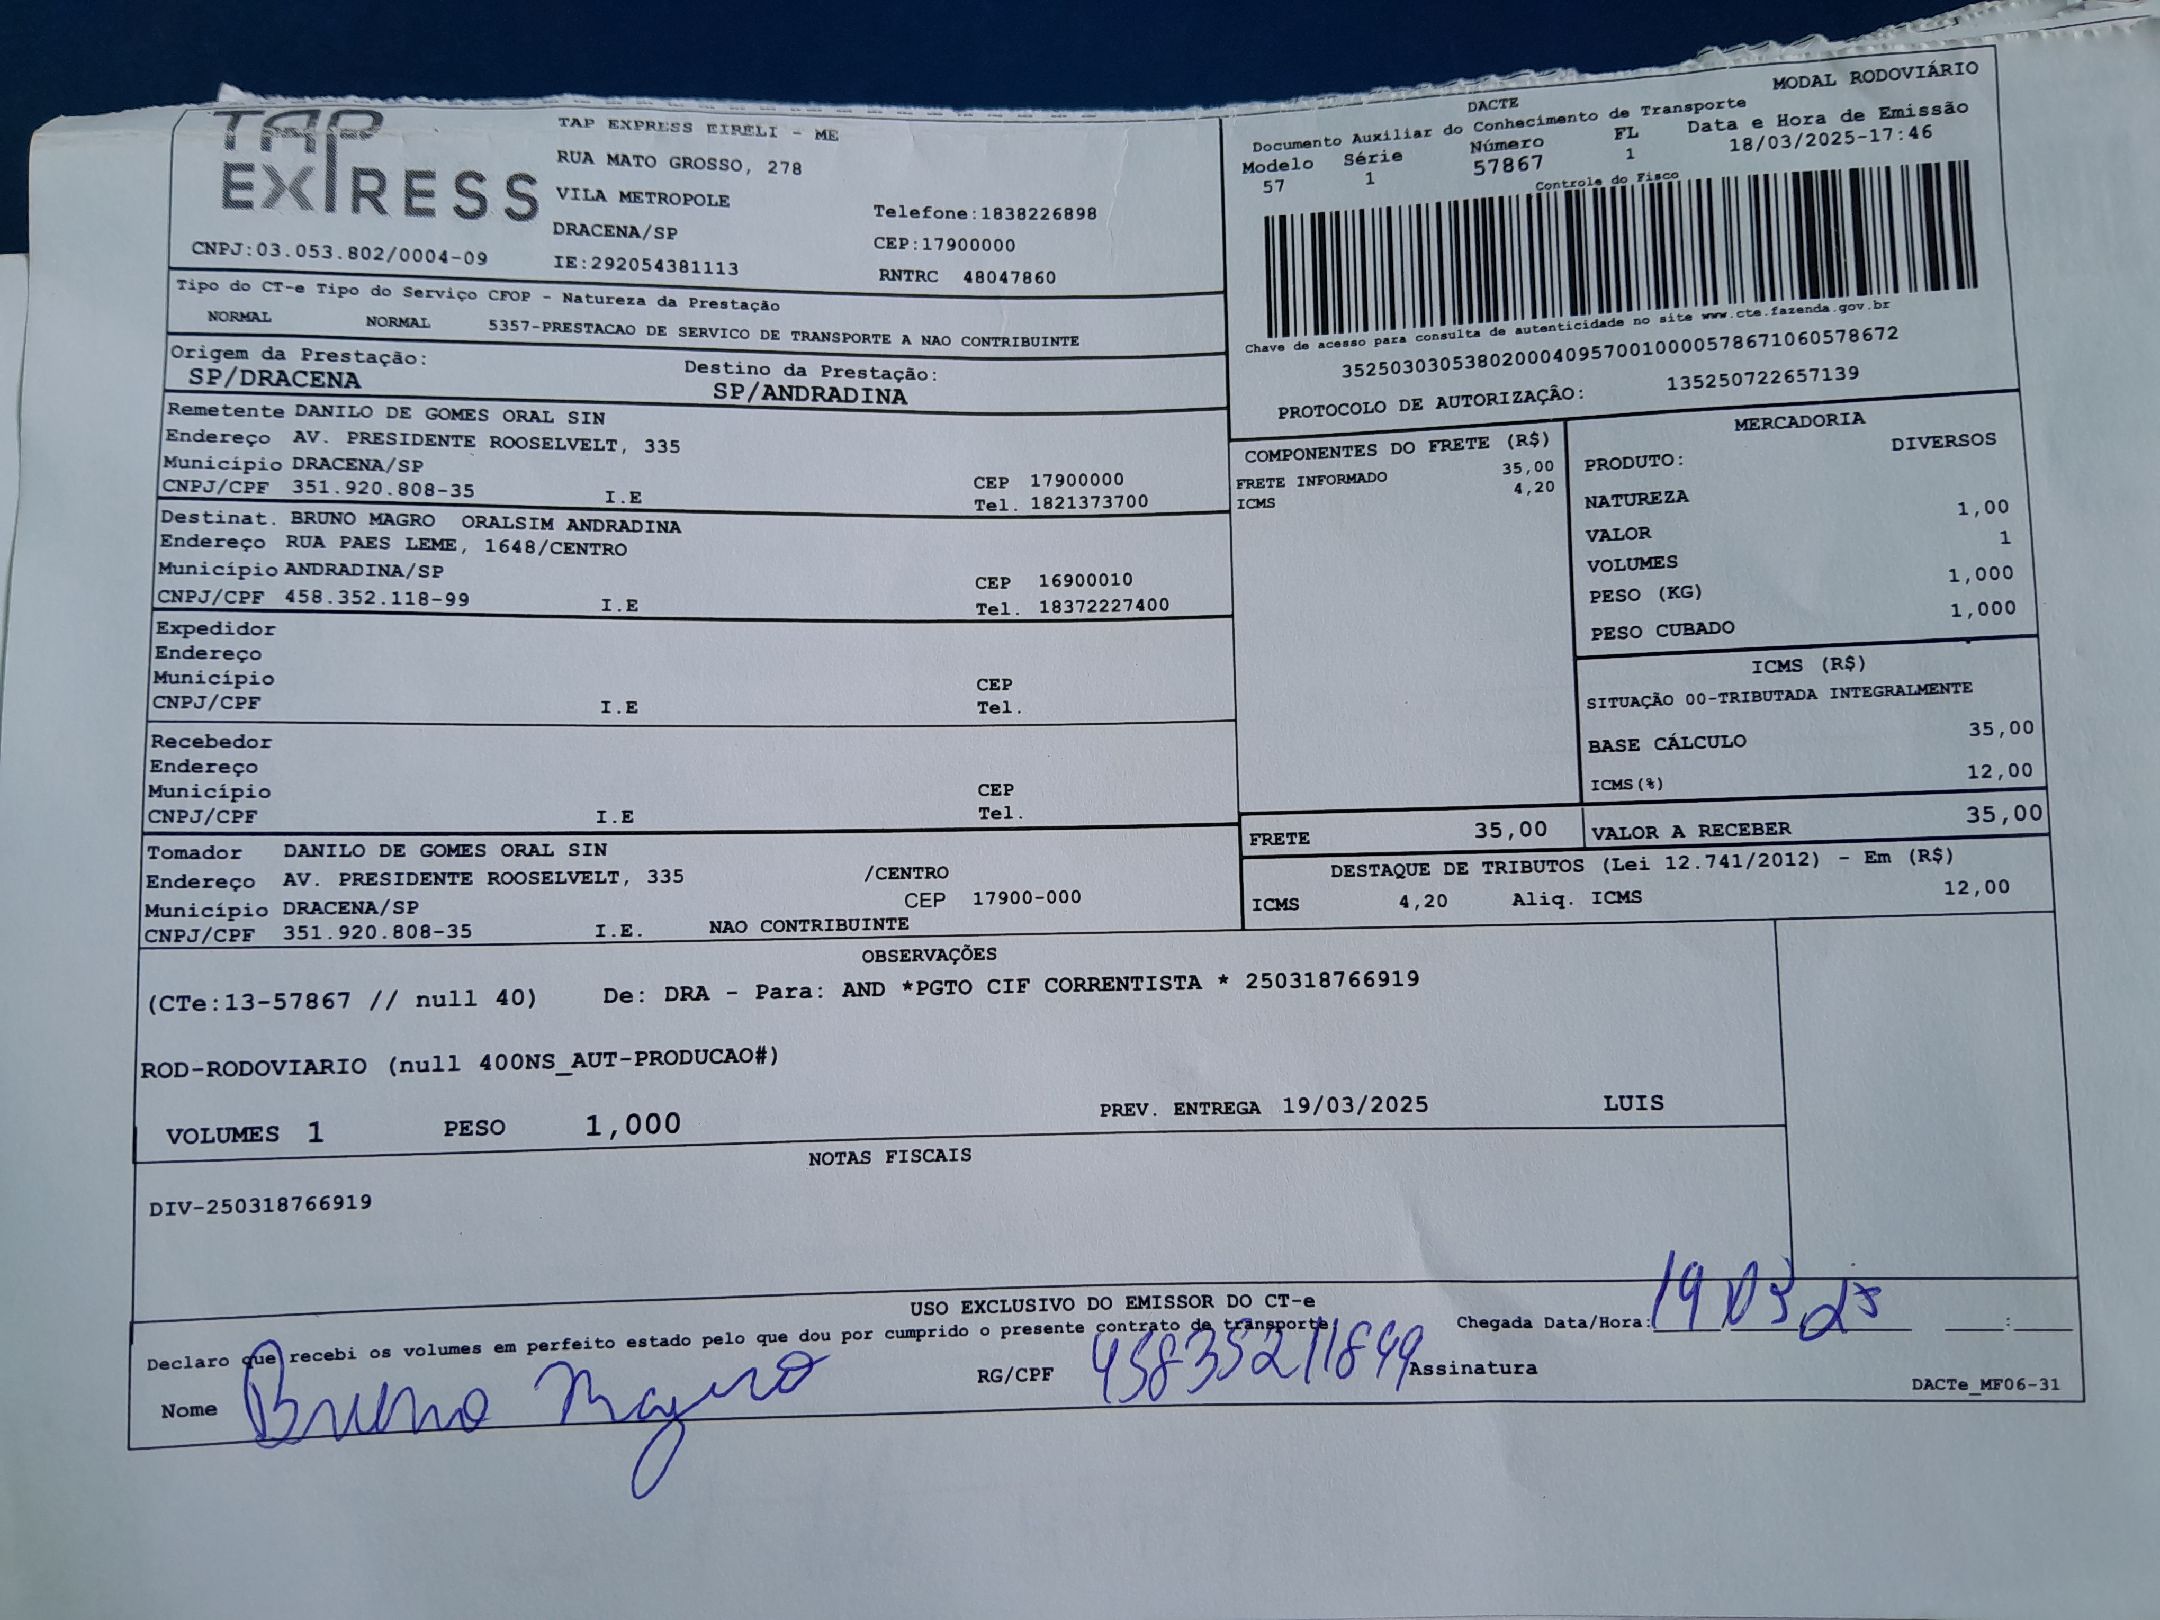 TAP
EXPRESS
CNPJ:03.053.802/0004-09
TAP EXPRESS EIRELI - ME
RUA MATO GROSSO, 278
VILA METROPOLE
DRACENA/SP
IE:292054381113
Telefone:1838226898
CEP:17900000
RNTRC 48047860
MODAL RODOVIÁRIO
DACTE
Documento Auxiliar do Conhecimento de Transporte
Modelo Série Número FL Data e Hora de Emissão
57 1 57867 1 18/03/2025-17:46
Controle do Fisco
Chave de acesso para consulta de autenticidade no site www.cte.fazenda.gov.br
35250303053802000409570010000578671060578672
PROTOCOLO DE AUTORIZAÇÃO: 135250722657139
Tipo do CT-e Tipo do Serviço CFOP - Natureza da Prestação
NORMAL NORMAL 5357-PRESTACAO DE SERVICO DE TRANSPORTE A NAO CONTRIBUINTE
Origem da Prestação: Destino da Prestação:
SP/DRACENA SP/ANDRADINA
Remetente DANILO DE GOMES ORAL SIN
Endereço AV. PRESIDENTE ROOSELVELT, 335
Município DRACENA/SP CEP 17900000
CNPJ/CPF 351.920.808-35 I.E Tel. 1821373700
Destinat. BRUNO MAGRO ORALSIM ANDRADINA
Endereço RUA PAES LEME, 1648/CENTRO
Município ANDRADINA/SP CEP 16900010
CNPJ/CPF 458.352.118-99 I.E Tel. 18372227400
Expedidor
Endereço
Município CEP
CNPJ/CPF I.E Tel.
Recebedor
Endereço
Município CEP
CNPJ/CPF I.E Tel.
Tomador DANILO DE GOMES ORAL SIN
Endereço AV. PRESIDENTE ROOSELVELT, 335 /CENTRO
Município DRACENA/SP CEP 17900-000
CNPJ/CPF 351.920.808-35 I.E. NAO CONTRIBUINTE
COMPONENTES DO FRETE (R$)
FRETE INFORMADO 35,00
ICMS 4,20
MERCADORIA
PRODUTO: DIVERSOS
NATUREZA
VALOR 1,00
VOLUMES 1
PESO (KG) 1,000
PESO CUBADO 1,000
ICMS (R$)
SITUAÇÃO 00-TRIBUTADA INTEGRALMENTE
BASE CÁLCULO 35,00
ICMS(%) 12,00
FRETE 35,00 VALOR A RECEBER 35,00
DESTAQUE DE TRIBUTOS (Lei 12.741/2012) - Em (R$)
ICMS 4,20 Aliq. ICMS 12,00
OBSERVAÇÕES
(CTe:13-57867 // null 40) De: DRA - Para: AND *PGTO CIF CORRENTISTA * 250318766919
ROD-RODOVIARIO (null 400NS_AUT-PRODUCAO#)
VOLUMES 1 PESO 1,000 PREV. ENTREGA 19/03/2025 LUIS
NOTAS FISCAIS
DIV-250318766919
USO EXCLUSIVO DO EMISSOR DO CT-e
Declaro que recebi os volumes em perfeito estado pelo que dou por cumprido o presente contrato de transporte Chegada Data/Hora: 19 03 25 :
Nome Bruno Magro RG/CPF 45835211899 Assinatura
DACTe_MF06-31